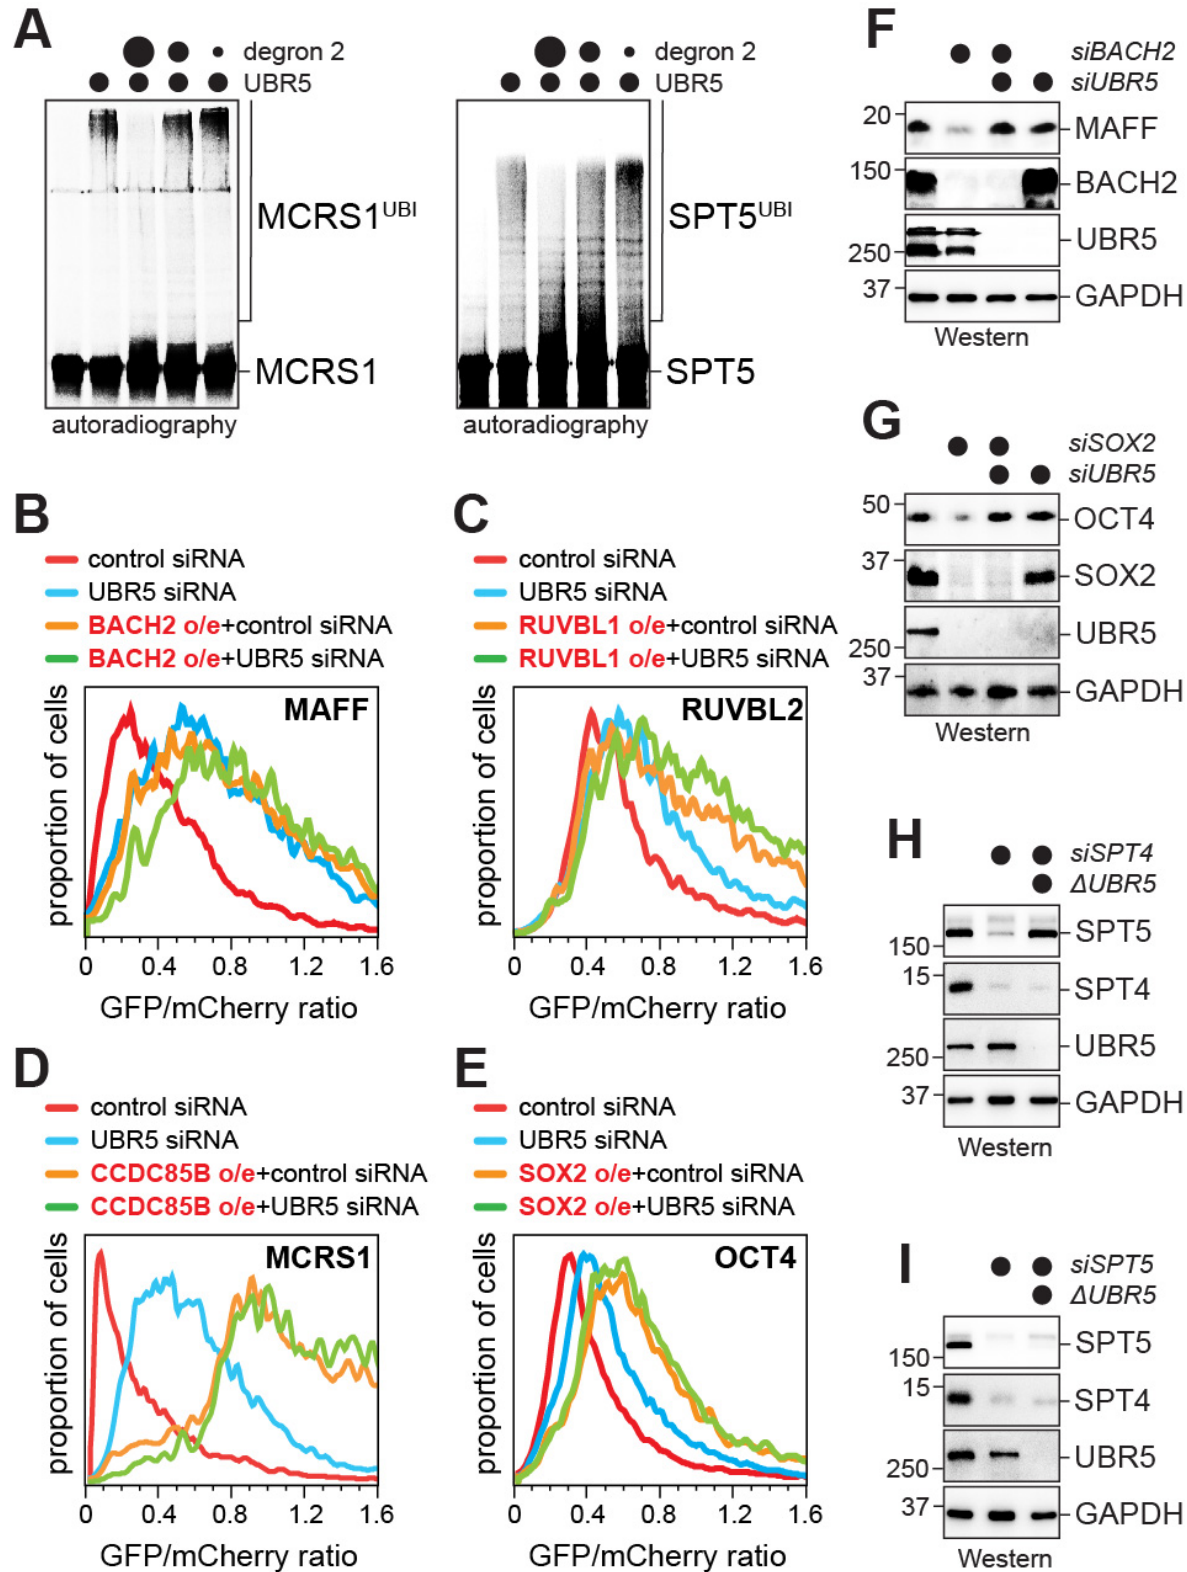 A
degron 2
UBR5
MCRS1UBI
MCRS1
autoradiography
degron 2
UBR5
SPT5UBI
SPT5
autoradiography
B
control siRNA
UBR5 siRNA
BACH2 o/e+control siRNA
BACH2 o/e+UBR5 siRNA
MAFF
proportion of cells
0 0.4 0.8 1.2 1.6
GFP/mCherry ratio
C
control siRNA
UBR5 siRNA
RUVBL1 o/e+control siRNA
RUVBL1 o/e+UBR5 siRNA
RUVBL2
proportion of cells
0 0.4 0.8 1.2 1.6
GFP/mCherry ratio
D
control siRNA
UBR5 siRNA
CCDC85B o/e+control siRNA
CCDC85B o/e+UBR5 siRNA
MCRS1
proportion of cells
0 0.4 0.8 1.2 1.6
GFP/mCherry ratio
E
control siRNA
UBR5 siRNA
SOX2 o/e+control siRNA
SOX2 o/e+UBR5 siRNA
OCT4
proportion of cells
0 0.4 0.8 1.2 1.6
GFP/mCherry ratio
F
siBACH2
siUBR5
20 MAFF
150 BACH2
UBR5
250
37 GAPDH
Western
G
siSOX2
siUBR5
50 OCT4
37 SOX2
UBR5
250
37 GAPDH
Western
H
siSPT4
ΔUBR5
SPT5
150
15 SPT4
UBR5
250
37 GAPDH
Western
I
siSPT5
ΔUBR5
SPT5
150
15 SPT4
UBR5
250
37 GAPDH
Western